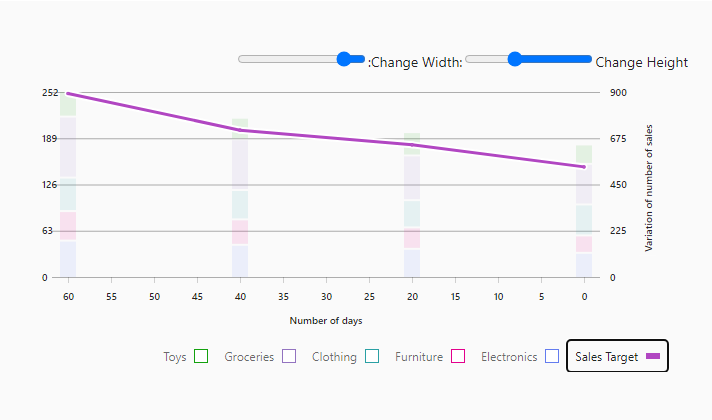 :Change Width: Change Height
252
189
126
63
0
900
675
450
225
0
Variation of number of sales
60 55 50 45 40 35 30 25 20 15 10 5 0
Number of days
Toys Groceries Clothing Furniture Electronics Sales Target